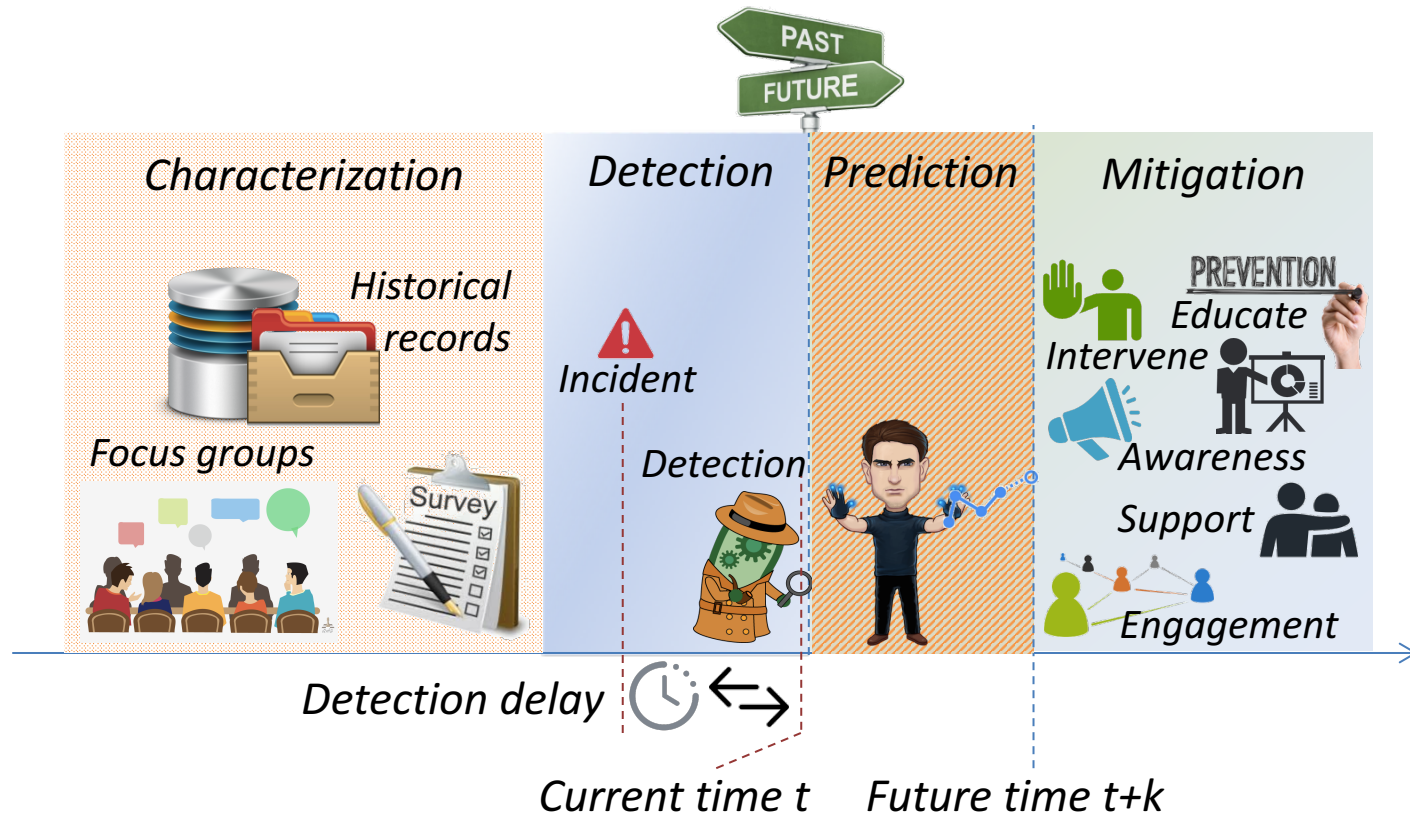 PAST
FUTURE
Characterization
Detection
Prediction
Mitigation
Historical
records
Focus groups
Survey
Incident
Detection
PREVENTION
Educate
Intervene
Awareness
Support
Engagement
Detection delay
Current time t
Future time t+k